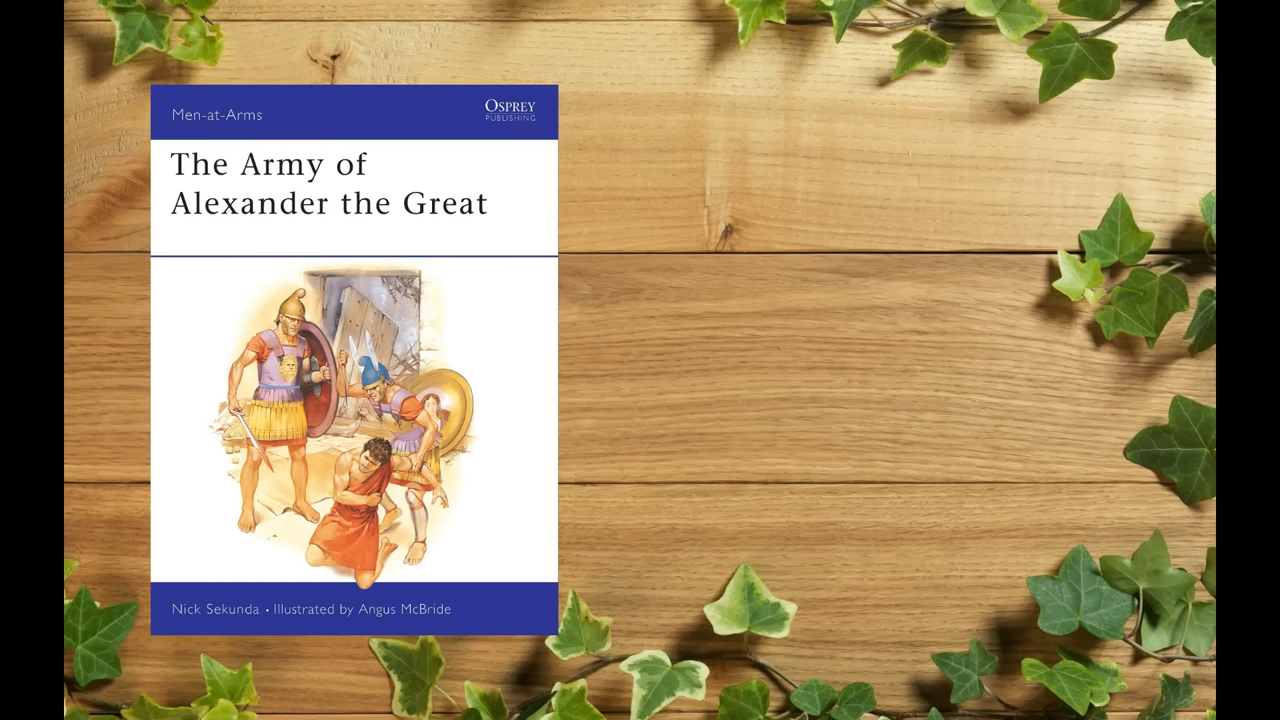 Men-at-Arms
OSPREY
PUBLISHING
The Army of
Alexander the Great
Nick Sekunda • Illustrated by Angus McBride